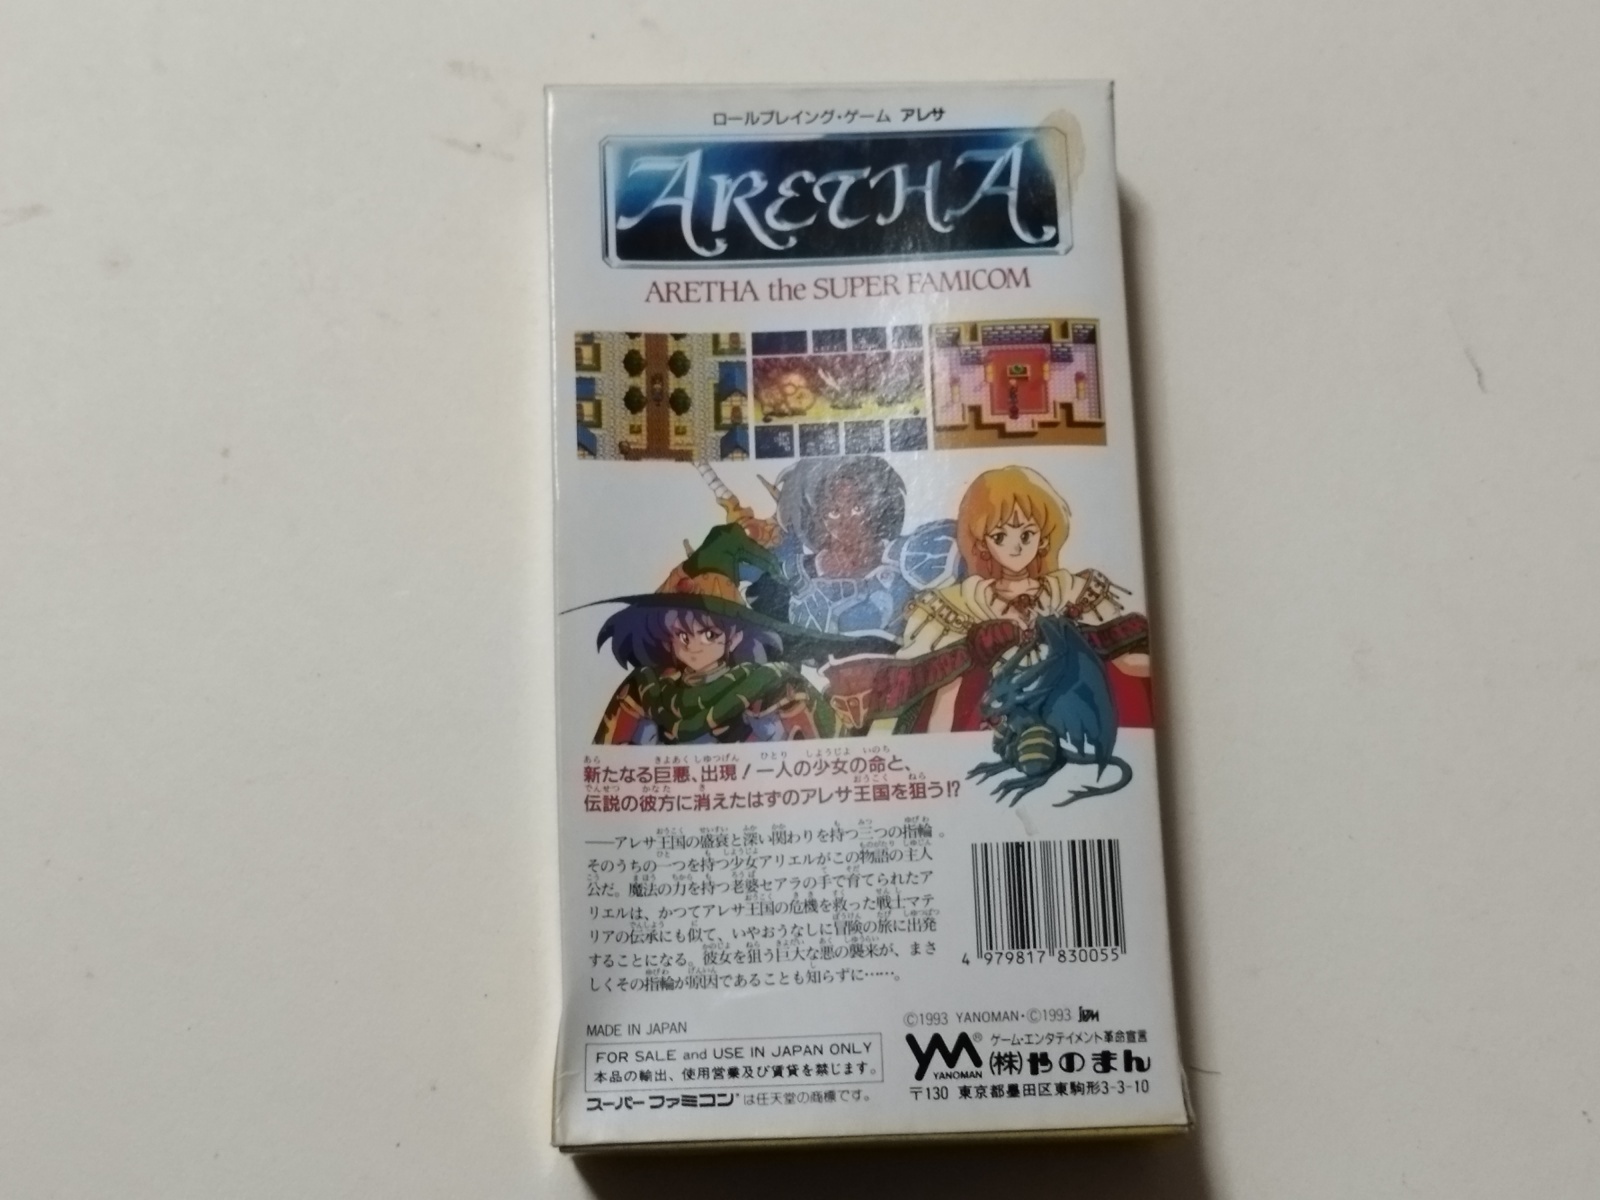 ロールプレイング・ゲーム アレサ
ARETHA
ARETHA the SUPER FAMICOM
新たなる巨悪、出現!一人の少女の命と、
伝説の彼方に消えたはずのアレサ王国を狙う!?
――アレサ王国の盛衰と深い関わりを持つ三つの指輪。
そのうちの一つを持つ少女アリエルがこの物語の主人
公だ。魔法の力を持つ老婆セアラの手で育てられたア
リエルは、かつてアレサ王国の危機を救った戦士マテ
リアの伝承にも似て、いやおうなしに冒険の旅に出発
することになる。彼女を狙う巨大な悪の襲来が、まさ
しくその指輪が原因であることも知らずに……。
4 979817 830055
MADE IN JAPAN
FOR SALE and USE IN JAPAN ONLY
本品の輸出、使用営業及び賃貸を禁じます。
スーパーファミコン®は任天堂の商標です。
©1993 YANOMAN・©1993
YM® ゲーム・エンタテイメント革命宣言
YANOMAN (株)やのまん
〒130 東京都墨田区東駒形3-3-10